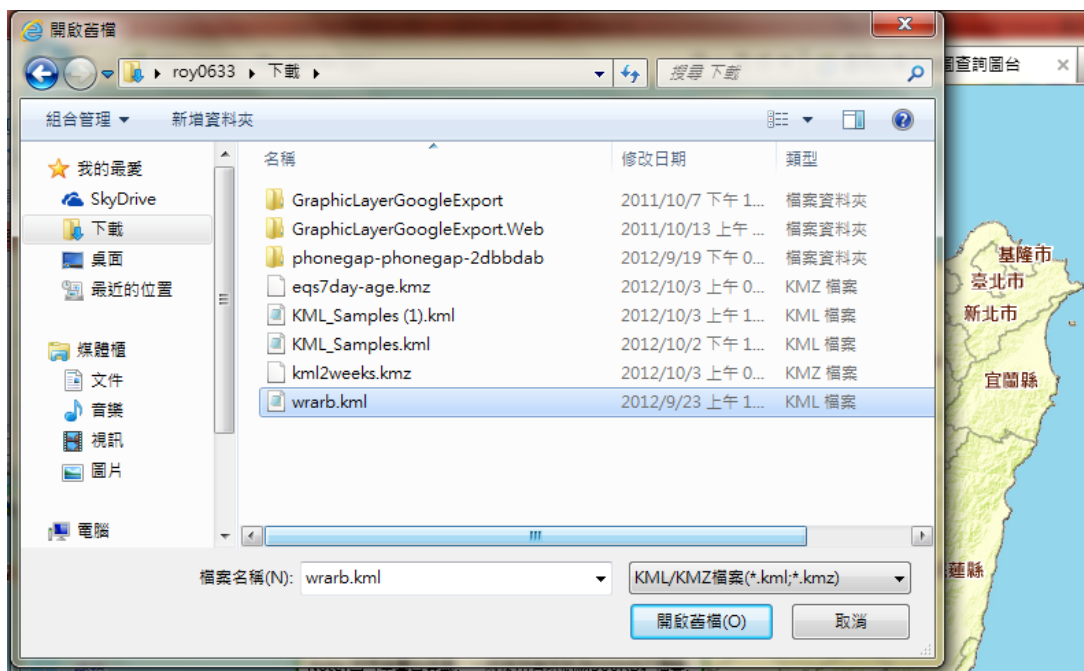 開啟舊檔
roy0633 下載
搜尋 下載
圖查詢圖台
組合管理
新增資料夾
名稱
修改日期
類型
我的最愛
SkyDrive
下載
桌面
最近的位置
媒體櫃
文件
音樂
視訊
圖片
電腦
GraphicLayerGoogleExport 2011/10/7 下午 1... 檔案資料夾
GraphicLayerGoogleExport.Web 2011/10/13 上午 ... 檔案資料夾
phonegap-phonegap-2dbbdab 2012/9/19 下午 0... 檔案資料夾
eqs7day-age.kmz 2012/10/3 上午 0... KMZ 檔案
KML_Samples (1).kml 2012/10/3 上午 1... KML 檔案
KML_Samples.kml 2012/10/2 下午 1... KML 檔案
kml2weeks.kmz 2012/10/3 上午 0... KMZ 檔案
wrarb.kml 2012/9/23 上午 1... KML 檔案
檔案名稱(N): wrarb.kml
KML/KMZ檔案(*.kml;*.kmz)
開啟舊檔(O)
取消
基隆市
臺北市
新北市
宜蘭縣
蓮縣